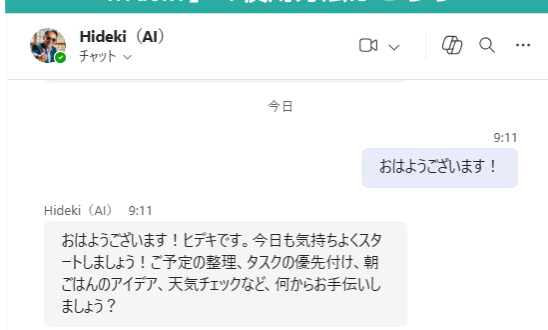 Hideki（AI）
チャット
今日
9:11
おはようございます！
Hideki（AI） 9:11
おはようございます！ヒデキです。今日も気持ちよくスタ
ートしましょう！ご予定の整理、タスクの優先付け、朝
ごはんのアイデア、天気チェックなど、何からお手伝いし
ましょう？